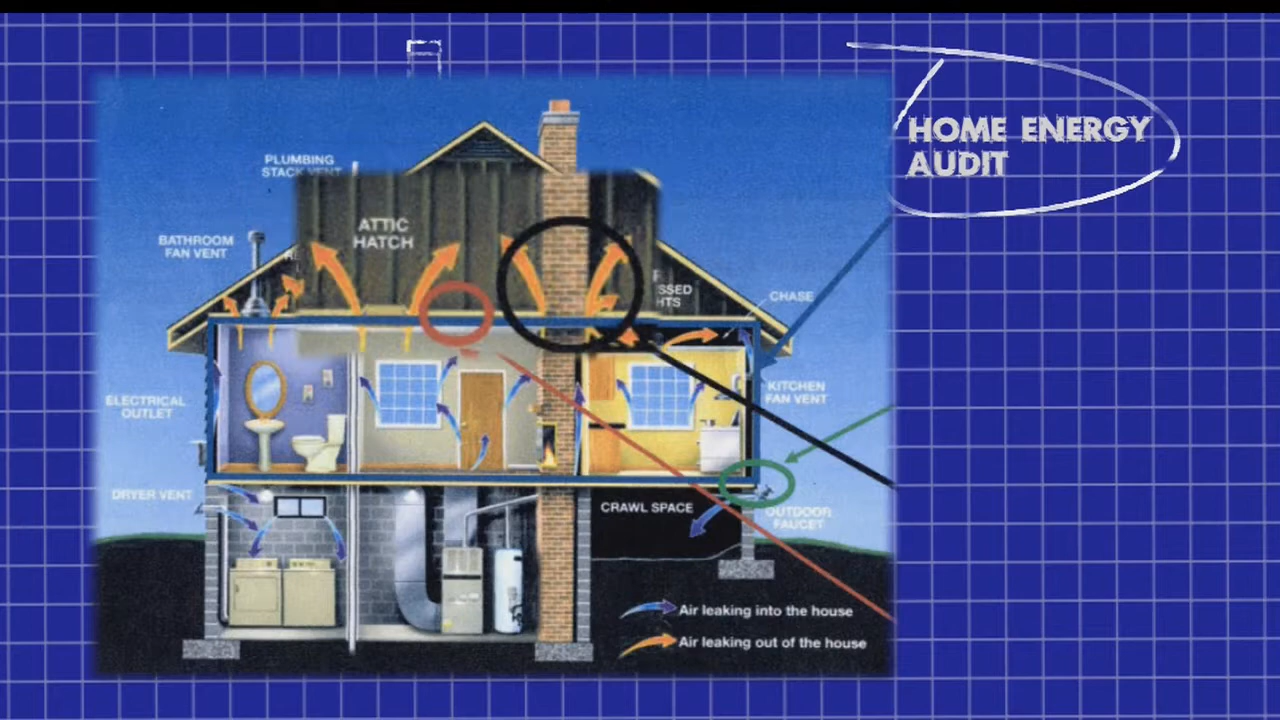 HOME ENERGY
AUDIT
PLUMBING
STACK VENT
ATTIC
HATCH
BATHROOM
FAN VENT
CHASE
KITCHEN
FAN VENT
ELECTRICAL
OUTLET
DRYER VENT
CRAWL SPACE
OUTDOOR
FAUCET
Air leaking into the house
Air leaking out of the house